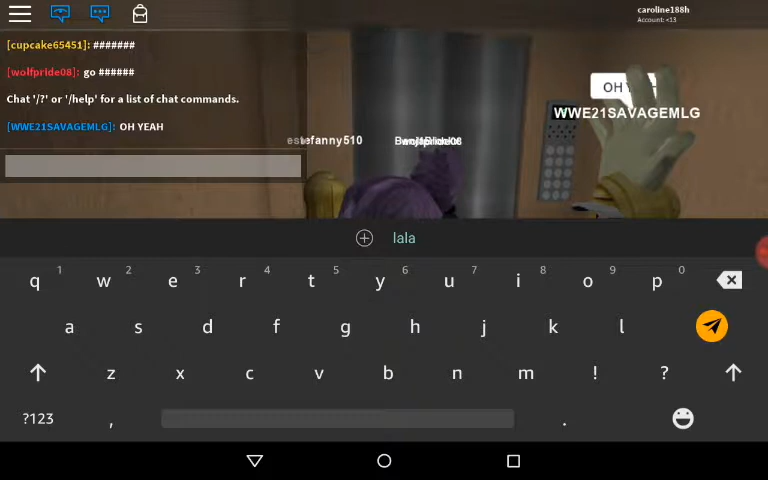 caroline188h
Account: <13
[cupcake65451]: #######
[wolfpride08]: go ######
Chat '/?' or '/help' for a list of chat commands.
[WWE21SAVAGEMLG]: OH YEAH
OH
WWE21SAVAGEMLG
estefanny510
lala
1 2 3 4 5 6 7 8 9 0
q w e r t y u i o p
a s d f g h j k l
z x c v b n m ! ?
?123 , .